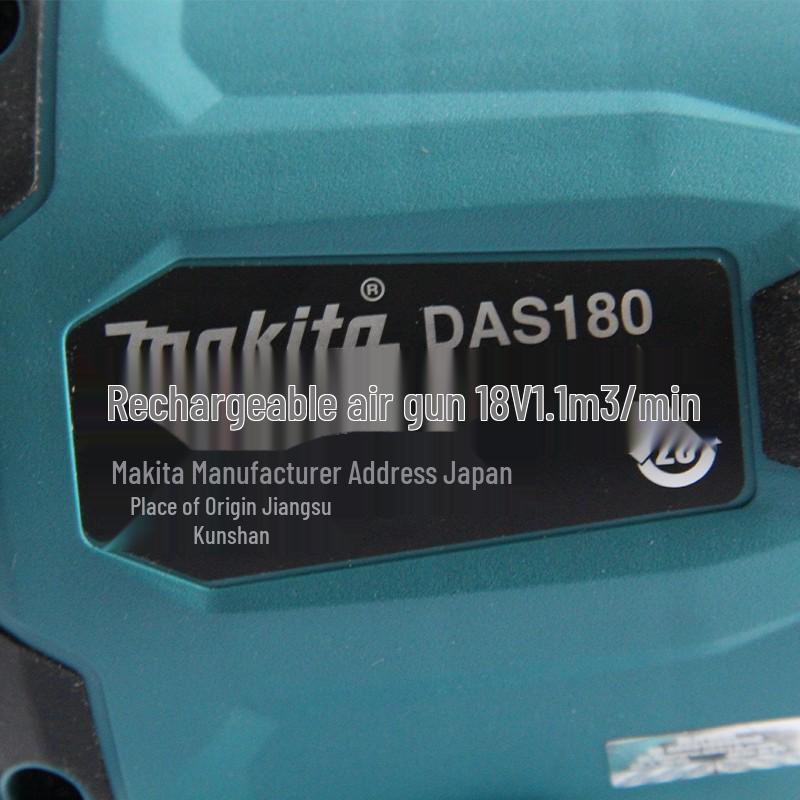 makita® DAS180
Rechargeable air gun 18V1.1m3/min
Makita Manufacturer Address Japan
Place of Origin Jiangsu
Kunshan